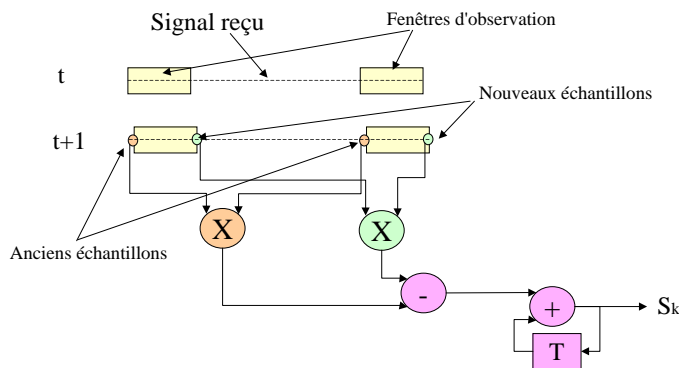 Signal reçu
Fenêtres d'observation
t
Nouveaux échantillons
t+1
X
X
Anciens échantillons
-
+
Sk
T